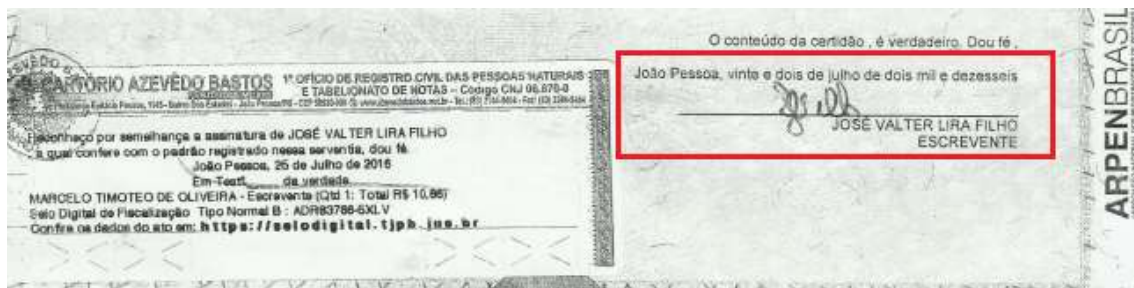 CARTÓRIO AZEVÊDO BASTOS
1º OFÍCIO DE REGISTRO CIVIL DAS PESSOAS NATURAIS
E TABELIONATO DE NOTAS – Código CNJ 06.870-0
Reconheço por semelhança a assinatura de JOSÉ VALTER LIRA FILHO
a qual confere com o padrão registrado nessa serventia, dou fé.
João Pessoa, 25 de Julho de 2016
Em Testº da verdade
MARCELO TIMOTEO DE OLIVEIRA - Escrevente (Qtd 1: Total R$ 10,86)
Selo Digital de Fiscalização Tipo Normal B : ADR83786-6XLV
Confira os dados do ato em: https://selodigital.tjpb.jus.br
O conteúdo da certidão , é verdadeiro. Dou fé ,
João Pessoa, vinte e dois de julho de dois mil e dezesseis
JOSÉ VALTER LIRA FILHO
ESCREVENTE
ARPENBRASIL